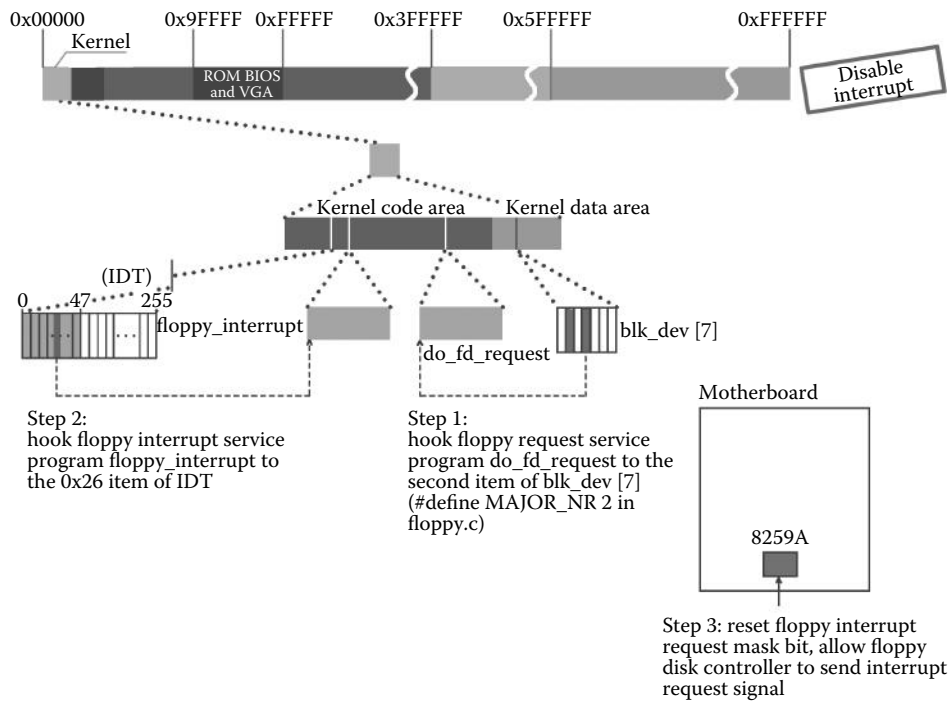 0x00000 0x9FFFF 0xFFFFF 0x3FFFFF 0x5FFFFF 0xFFFFFF
Kernel
ROM BIOS
and VGA
Disable
interrupt
Kernel code area Kernel data area
(IDT)
0 47 255
floppy_interrupt
do_fd_request
blk_dev [7]
...
...
Step 2:
hook floppy interrupt service
program floppy_interrupt to
the 0x26 item of IDT
Step 1:
hook floppy request service
program do_fd_request to the
second item of blk_dev [7]
(#define MAJOR_NR 2 in
floppy.c)
Motherboard
8259A
Step 3: reset floppy interrupt
request mask bit, allow floppy
disk controller to send interrupt
request signal